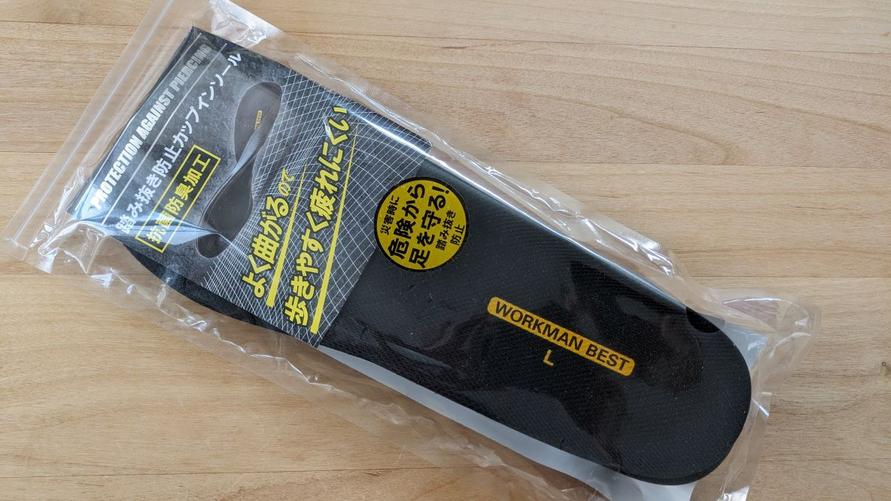 PROTECTION AGAINST PIERCING
踏み抜き防止カップインソール
抗菌防臭加工
よく曲がるので
歩きやすく疲れにくい
災害時に
危険から
足を守る!
踏み抜き
防止
WORKMAN BEST
L